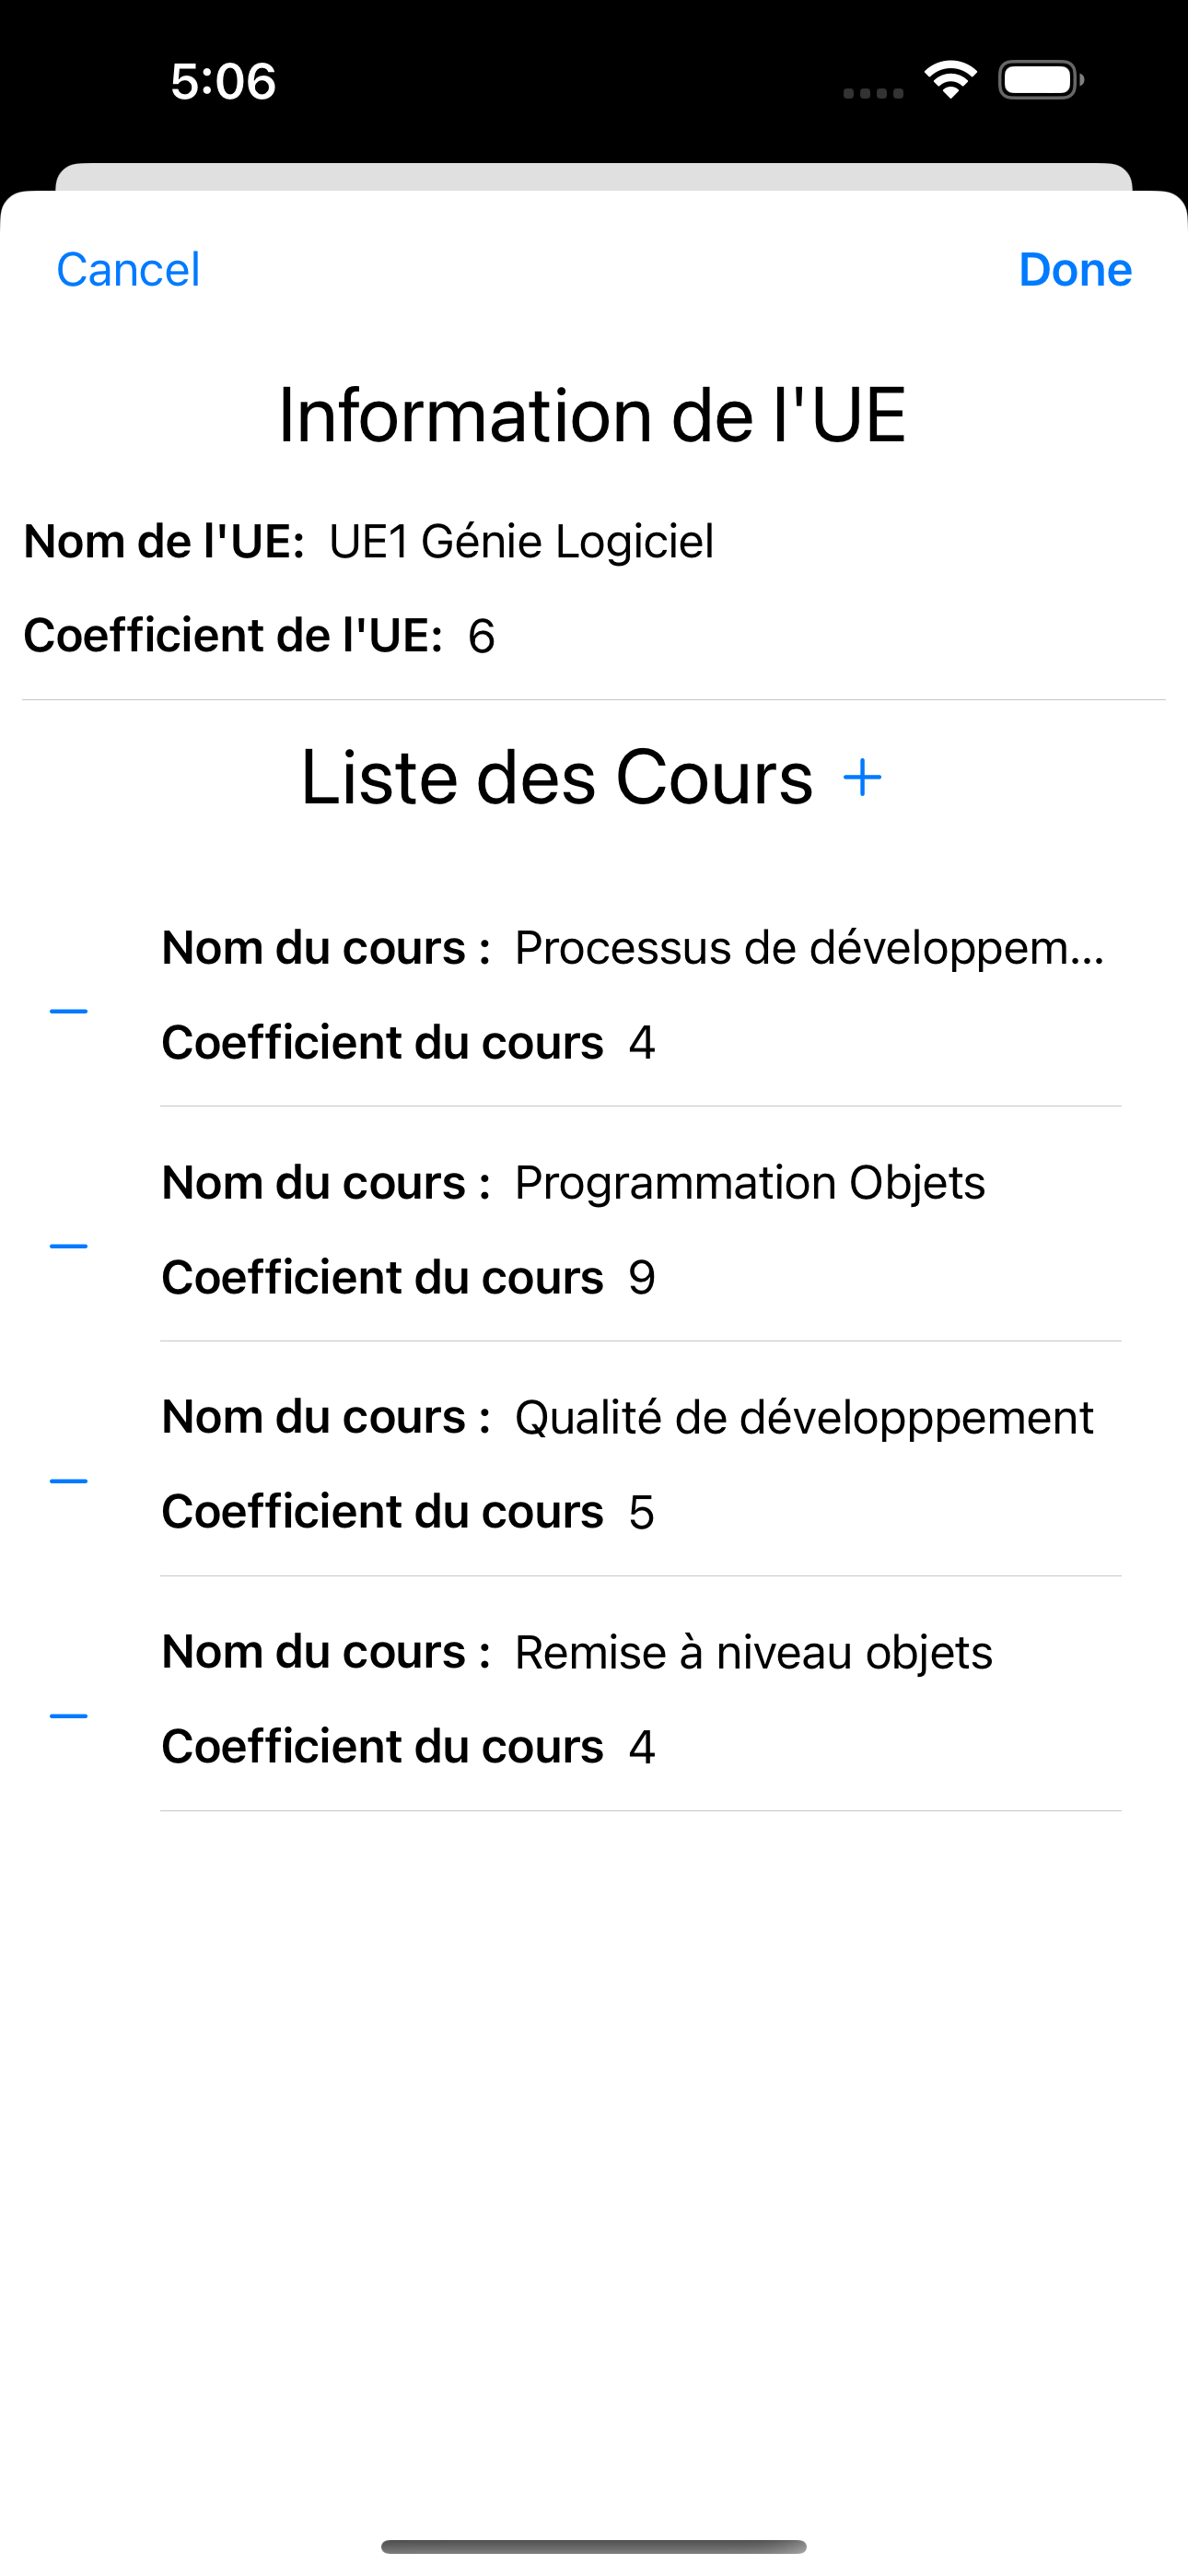 5:06
Cancel
Done
Information de l'UE
Nom de l'UE: UE1 Génie Logiciel
Coefficient de l'UE: 6
Liste des Cours +
Nom du cours : Processus de développem...
Coefficient du cours 4
Nom du cours : Programmation Objets
Coefficient du cours 9
Nom du cours : Qualité de développpement
Coefficient du cours 5
Nom du cours : Remise à niveau objets
Coefficient du cours 4